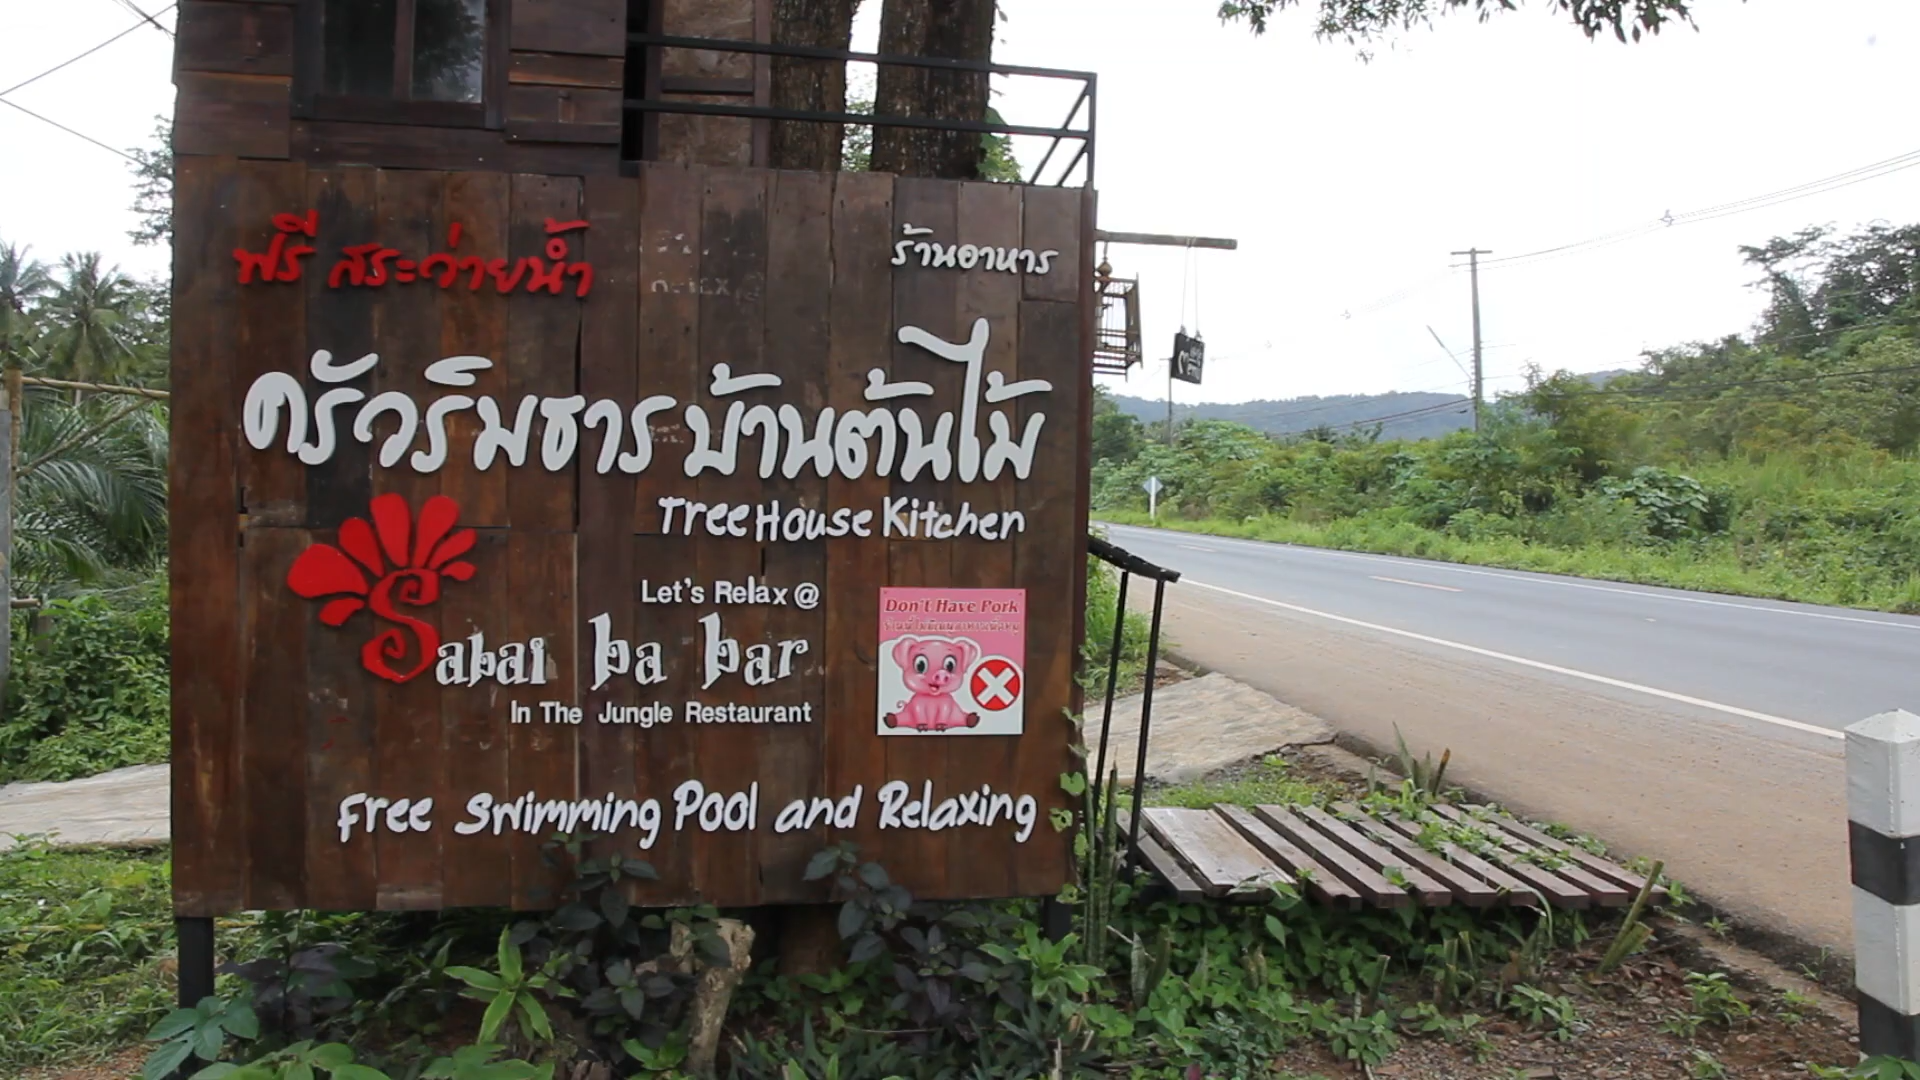 ฟรี สระว่ายน้ำ
ร้านอาหาร
ครัวริมธารบ้านต้นไม้
Tree House Kitchen
Let's Relax @
Sabai ba bar
In The Jungle Restaurant
Don't Have Pork
Free Swimming Pool and Relaxing